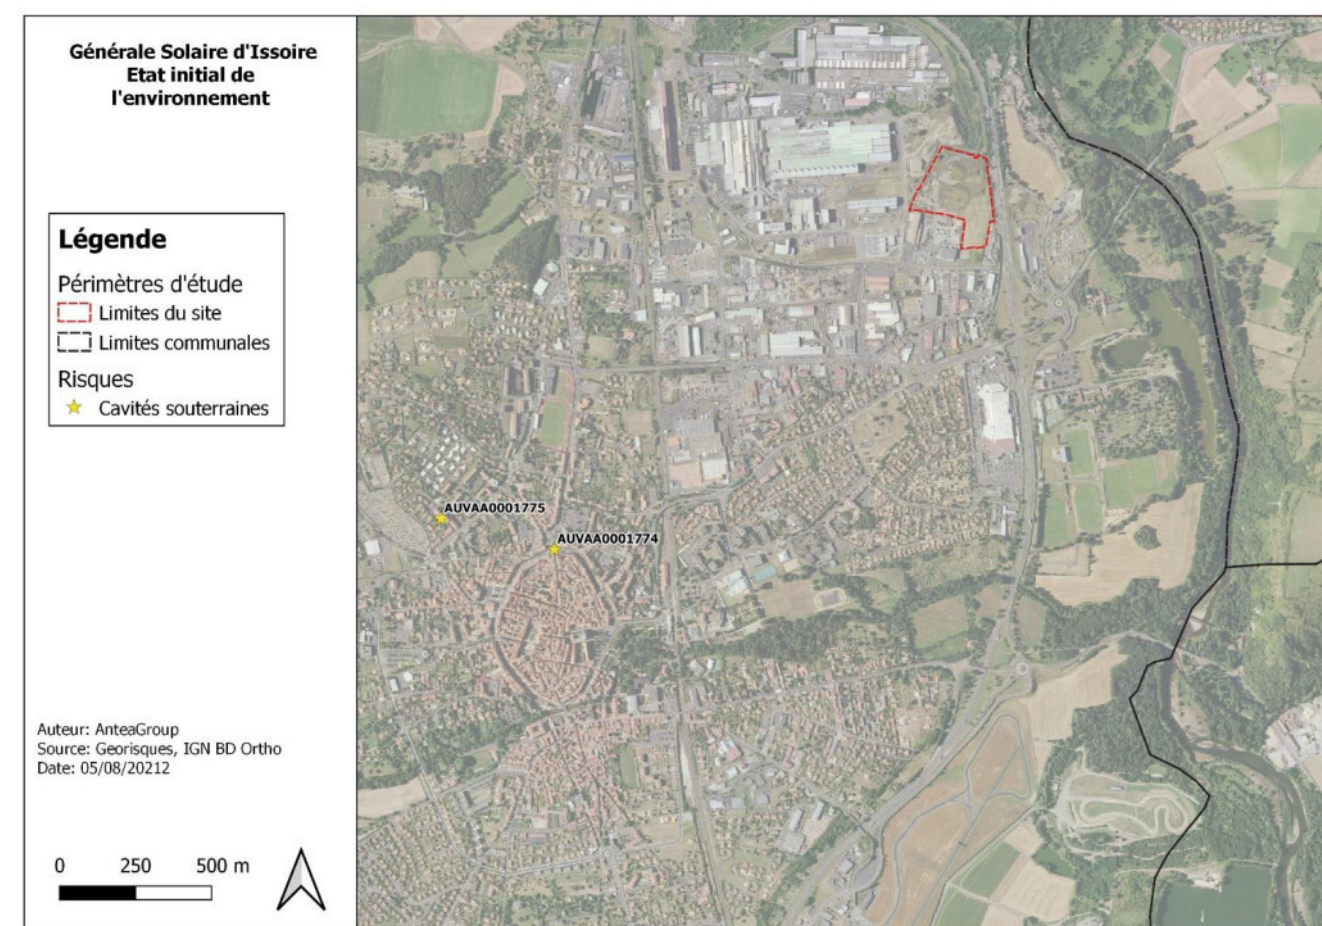 Générale Solaire d'Issoire
Etat initial de
l'environnement
Légende
Périmètres d'étude
Limites du site
Limites communales
Risques
Cavités souterraines
AUVAA0001775
AUVAA0001774
Auteur: AnteaGroup
Source: Georisques, IGN BD Ortho
Date: 05/08/20212
0 250 500 m